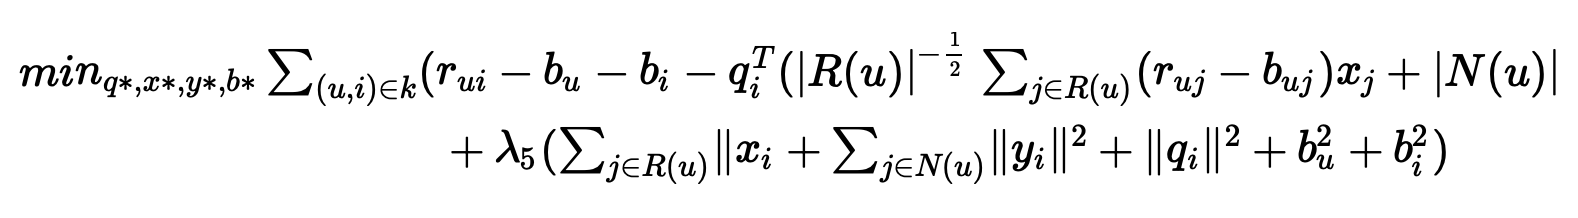 min_{q*,x*,y*,b*} ∑_{(u,i)∈k}(r_{ui} − b_u − b_i − q_i^T(|R(u)|^{−\frac{1}{2}} ∑_{j∈R(u)}(r_{uj} − b_{uj})x_j + |N(u)|
+ λ_5(∑_{j∈R(u)}‖x_i + ∑_{j∈N(u)}‖y_i‖^2 + ‖q_i‖^2 + b_u^2 + b_i^2)